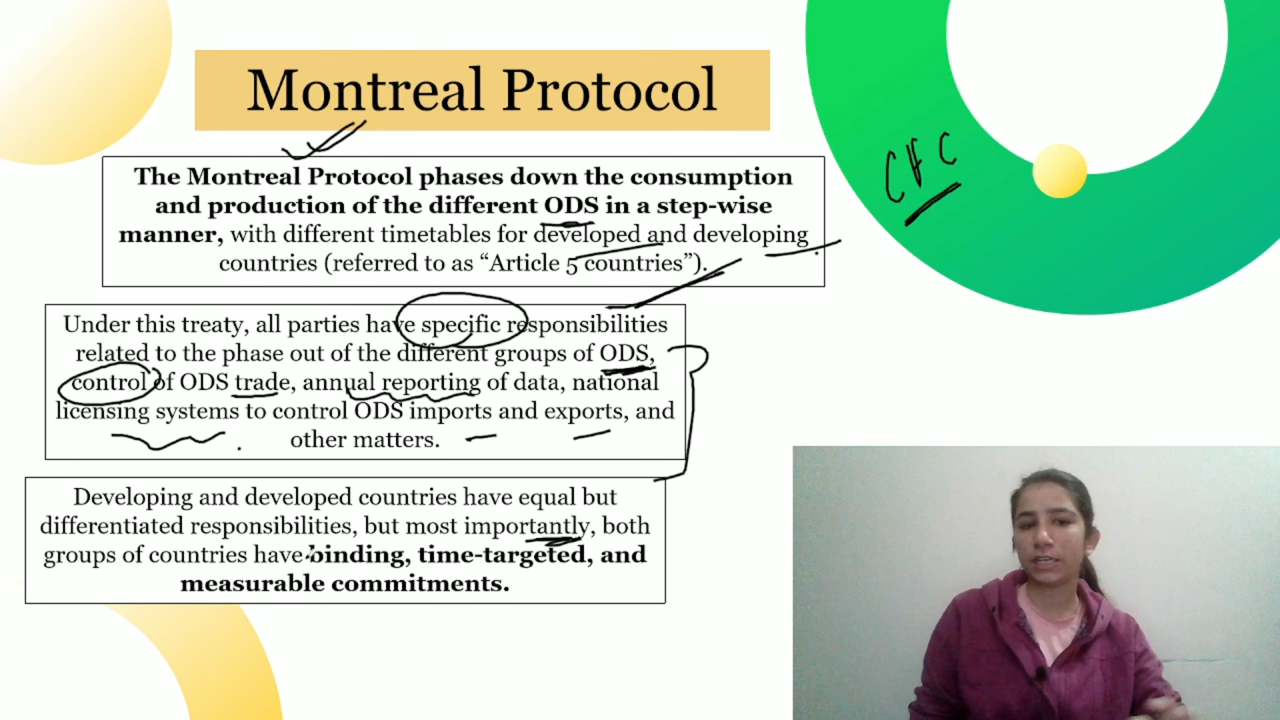 Montreal Protocol
The Montreal Protocol phases down the consumption
and production of the different ODS in a step-wise
manner, with different timetables for developed and developing
countries (referred to as “Article 5 countries”).
CFC
Under this treaty, all parties have specific responsibilities
related to the phase out of the different groups of ODS,
control of ODS trade, annual reporting of data, national
licensing systems to control ODS imports and exports, and
other matters.
Developing and developed countries have equal but
differentiated responsibilities, but most importantly, both
groups of countries have binding, time-targeted, and
measurable commitments.